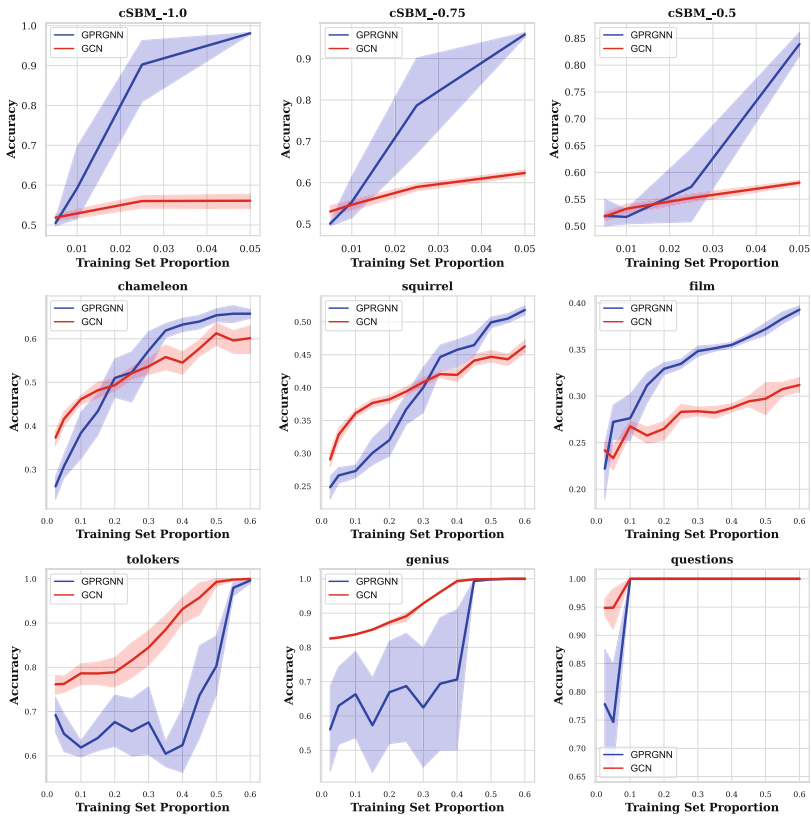 cSBM_-1.0
cSBM_-0.75
cSBM_-0.5
GPRGNN
GCN
GPRGNN
GCN
GPRGNN
GCN
Accuracy
1.0
0.9
0.8
0.7
0.6
0.5
Accuracy
0.9
0.8
0.7
0.6
0.5
Accuracy
0.85
0.80
0.75
0.70
0.65
0.60
0.55
0.50
0.01 0.02 0.03 0.04 0.05
0.01 0.02 0.03 0.04 0.05
0.01 0.02 0.03 0.04 0.05
Training Set Proportion
Training Set Proportion
Training Set Proportion
chameleon
squirrel
film
GPRGNN
GCN
GPRGNN
GCN
GPRGNN
GCN
Accuracy
0.6
0.5
0.4
0.3
Accuracy
0.50
0.45
0.40
0.35
0.30
0.25
Accuracy
0.40
0.35
0.30
0.25
0.20
0.0 0.1 0.2 0.3 0.4 0.5 0.6
0.0 0.1 0.2 0.3 0.4 0.5 0.6
0.0 0.1 0.2 0.3 0.4 0.5 0.6
Training Set Proportion
Training Set Proportion
Training Set Proportion
tolokers
genius
questions
GPRGNN
GCN
GPRGNN
GCN
GPRGNN
GCN
Accuracy
1.0
0.9
0.8
0.7
0.6
Accuracy
1.0
0.9
0.8
0.7
0.6
0.5
Accuracy
1.00
0.95
0.90
0.85
0.80
0.75
0.70
0.65
0.0 0.1 0.2 0.3 0.4 0.5 0.6
0.0 0.1 0.2 0.3 0.4 0.5 0.6
0.0 0.1 0.2 0.3 0.4 0.5 0.6
Training Set Proportion
Training Set Proportion
Training Set Proportion